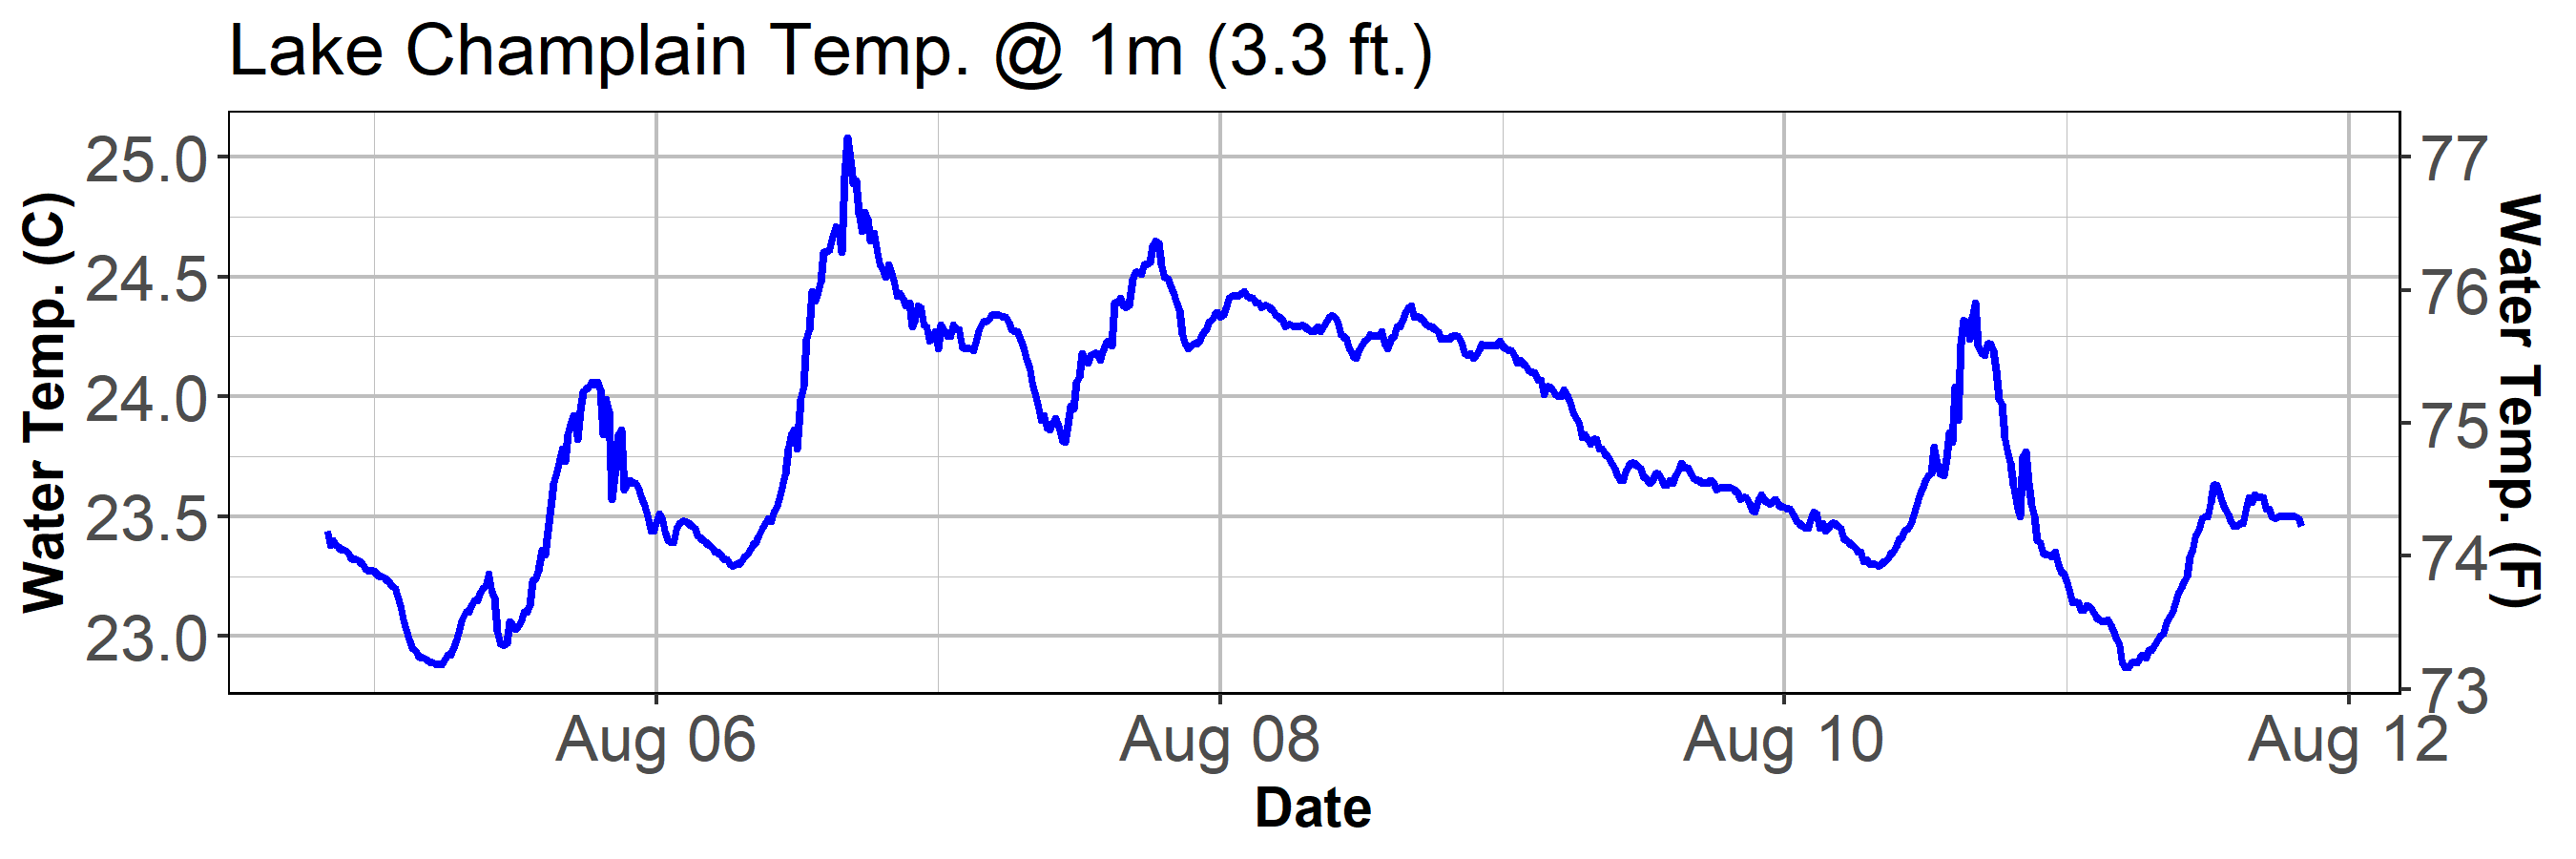 Lake Champlain Temp. @ 1m (3.3 ft.)
Water Temp. (C)
25.0
24.5
24.0
23.5
23.0
77
76
75
74
73
Water Temp. (F)
Aug 06 Aug 08 Aug 10 Aug 12
Date